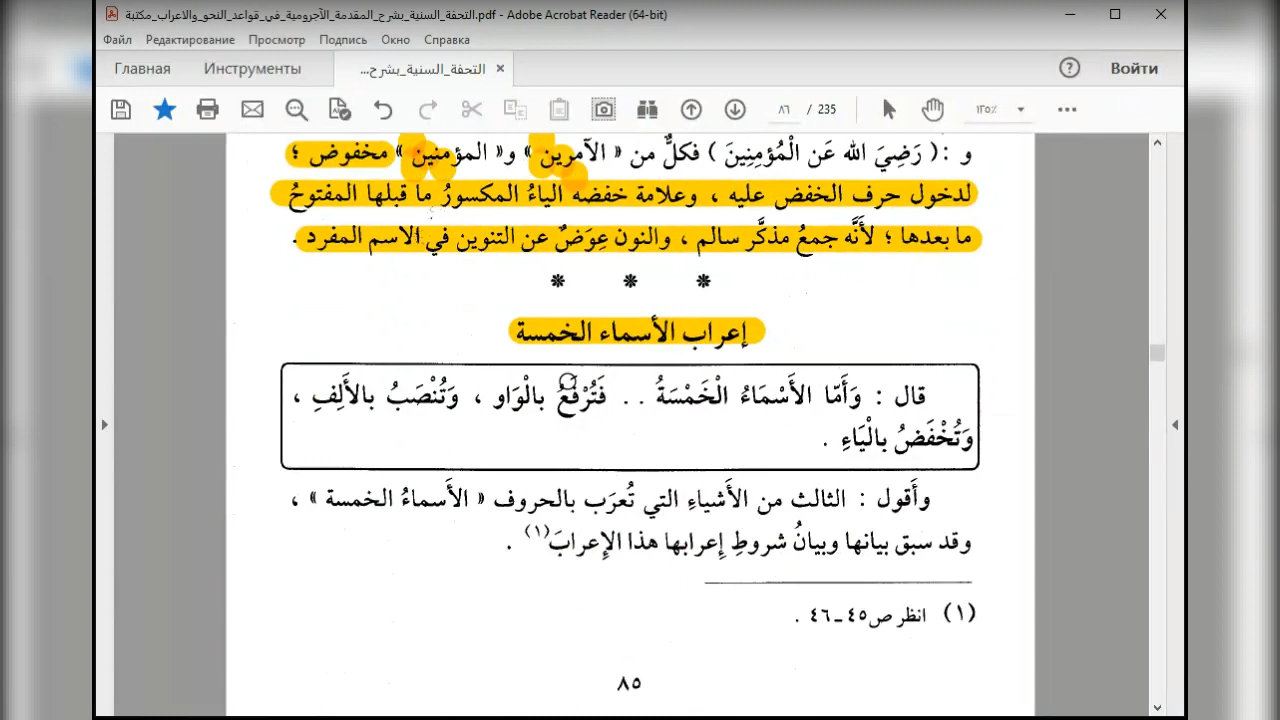 التحفة_السنية_بشرح_المقدمة_الآجرومية_في_قواعد_النحو_والاعراب_مكتبة.pdf - Adobe Acrobat Reader (64-bit)
Файл Редактирование Просмотр Подпись Окно Справка
Главная Инструменты التحفة_السنية_بشرح... × Войти
٨٦ / 235 ١٢٥٪
و : ( رَضِيَ الله عَن الْمُؤمِنِينَ ) فكلٌّ من « الآمرين » و« المؤمنين » مخفوض ؛
لدخول حرف الخفض عليه ، وعلامة خفضه الياءُ المكسورُ ما قبلها المفتوحُ
ما بعدها ؛ لأَنَّه جمعُ مذكَّر سالم ، والنون عِوَضٌ عن التنوين في الاسم المفرد .
إعراب الأسماء الخمسة
قال : وَأَمّا الأَسْمَاءُ الْخَمْسَةُ . . فَتُرْفَعُ بالْوَاو ، وَتُنْصَبُ بالأَلِفِ ،
وَتُخْفَضُ بالْيَاءِ .
وأَقول : الثالث من الأَشياءِ التي تُعرَب بالحروف « الأَسماءُ الخمسة » ،
وقد سبق بيانها وبيانُ شروطِ إعرابها هذا الإعرابَ(١) .
(١) انظر ص٤٥ـ٤٦ .
٨٥